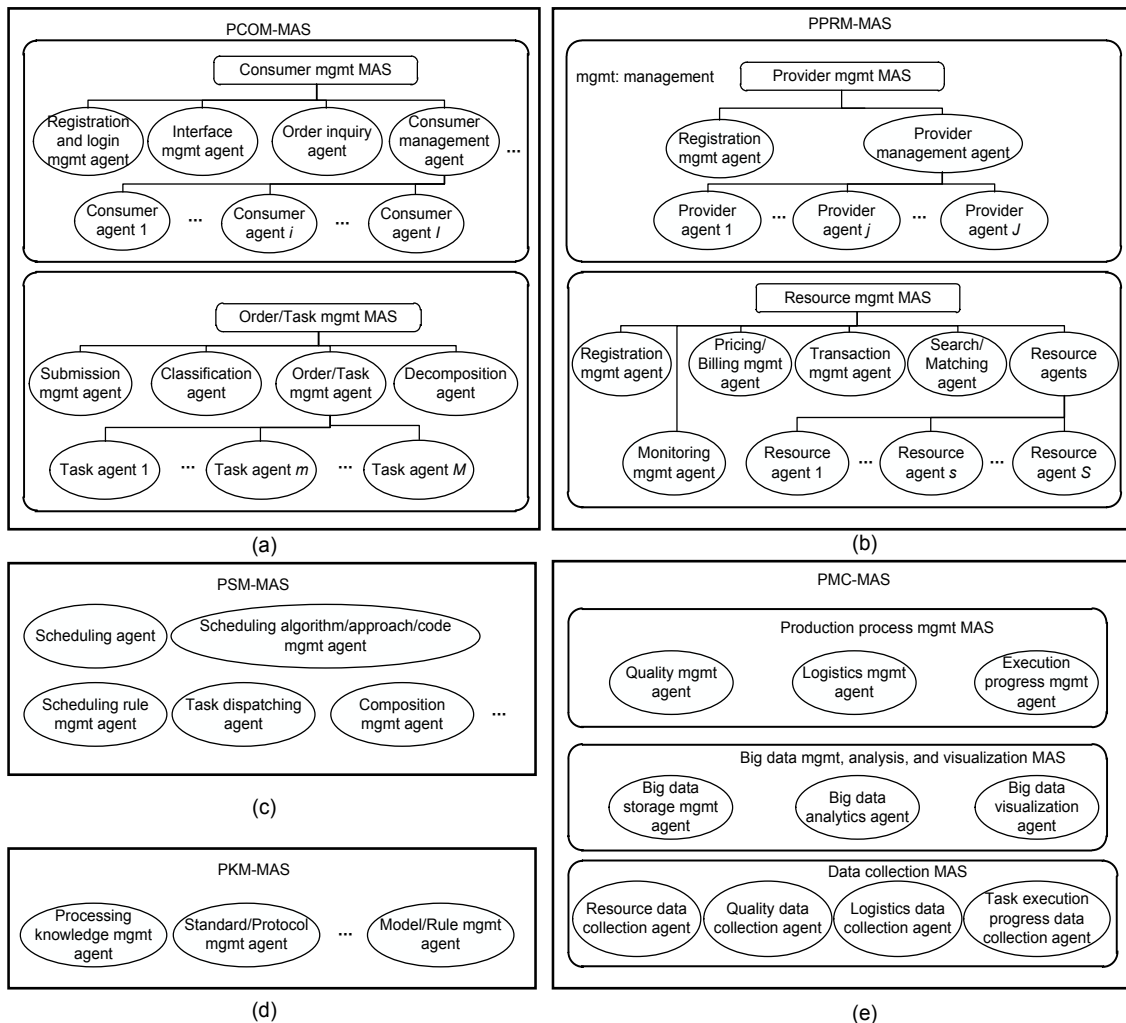 PCOM-MAS
Consumer mgmt MAS
Registration
and login
mgmt agent
Interface
mgmt agent
Order inquiry
agent
Consumer
management
agent
...
Consumer
agent 1
...
Consumer
agent i
...
Consumer
agent I
Order/Task mgmt MAS
Submission
mgmt agent
Classification
agent
Order/Task
mgmt agent
Decomposition
agent
Task agent 1
...
Task agent m
...
Task agent M
(a)
PPRM-MAS
mgmt: management
Provider mgmt MAS
Registration
mgmt agent
Provider
management agent
Provider
agent 1
...
Provider
agent j
...
Provider
agent J
Resource mgmt MAS
Registration
mgmt agent
Pricing/
Billing mgmt
agent
Transaction
mgmt agent
Search/
Matching
agent
Resource
agents
Monitoring
mgmt agent
Resource
agent 1
...
Resource
agent s
...
Resource
agent S
(b)
PSM-MAS
Scheduling agent
Scheduling algorithm/approach/code
mgmt agent
Scheduling rule
mgmt agent
Task dispatching
agent
Composition
mgmt agent
...
(c)
PKM-MAS
Processing
knowledge mgmt
agent
Standard/Protocol
mgmt agent
...
Model/Rule mgmt
agent
(d)
PMC-MAS
Production process mgmt MAS
Quality mgmt
agent
Logistics mgmt
agent
Execution
progress mgmt
agent
Big data mgmt, analysis, and visualization MAS
Big data
storage mgmt
agent
Big data
analytics agent
Big data
visualization
agent
Data collection MAS
Resource data
collection agent
Quality data
collection agent
Logistics data
collection agent
Task execution
progress data
collection agent
(e)